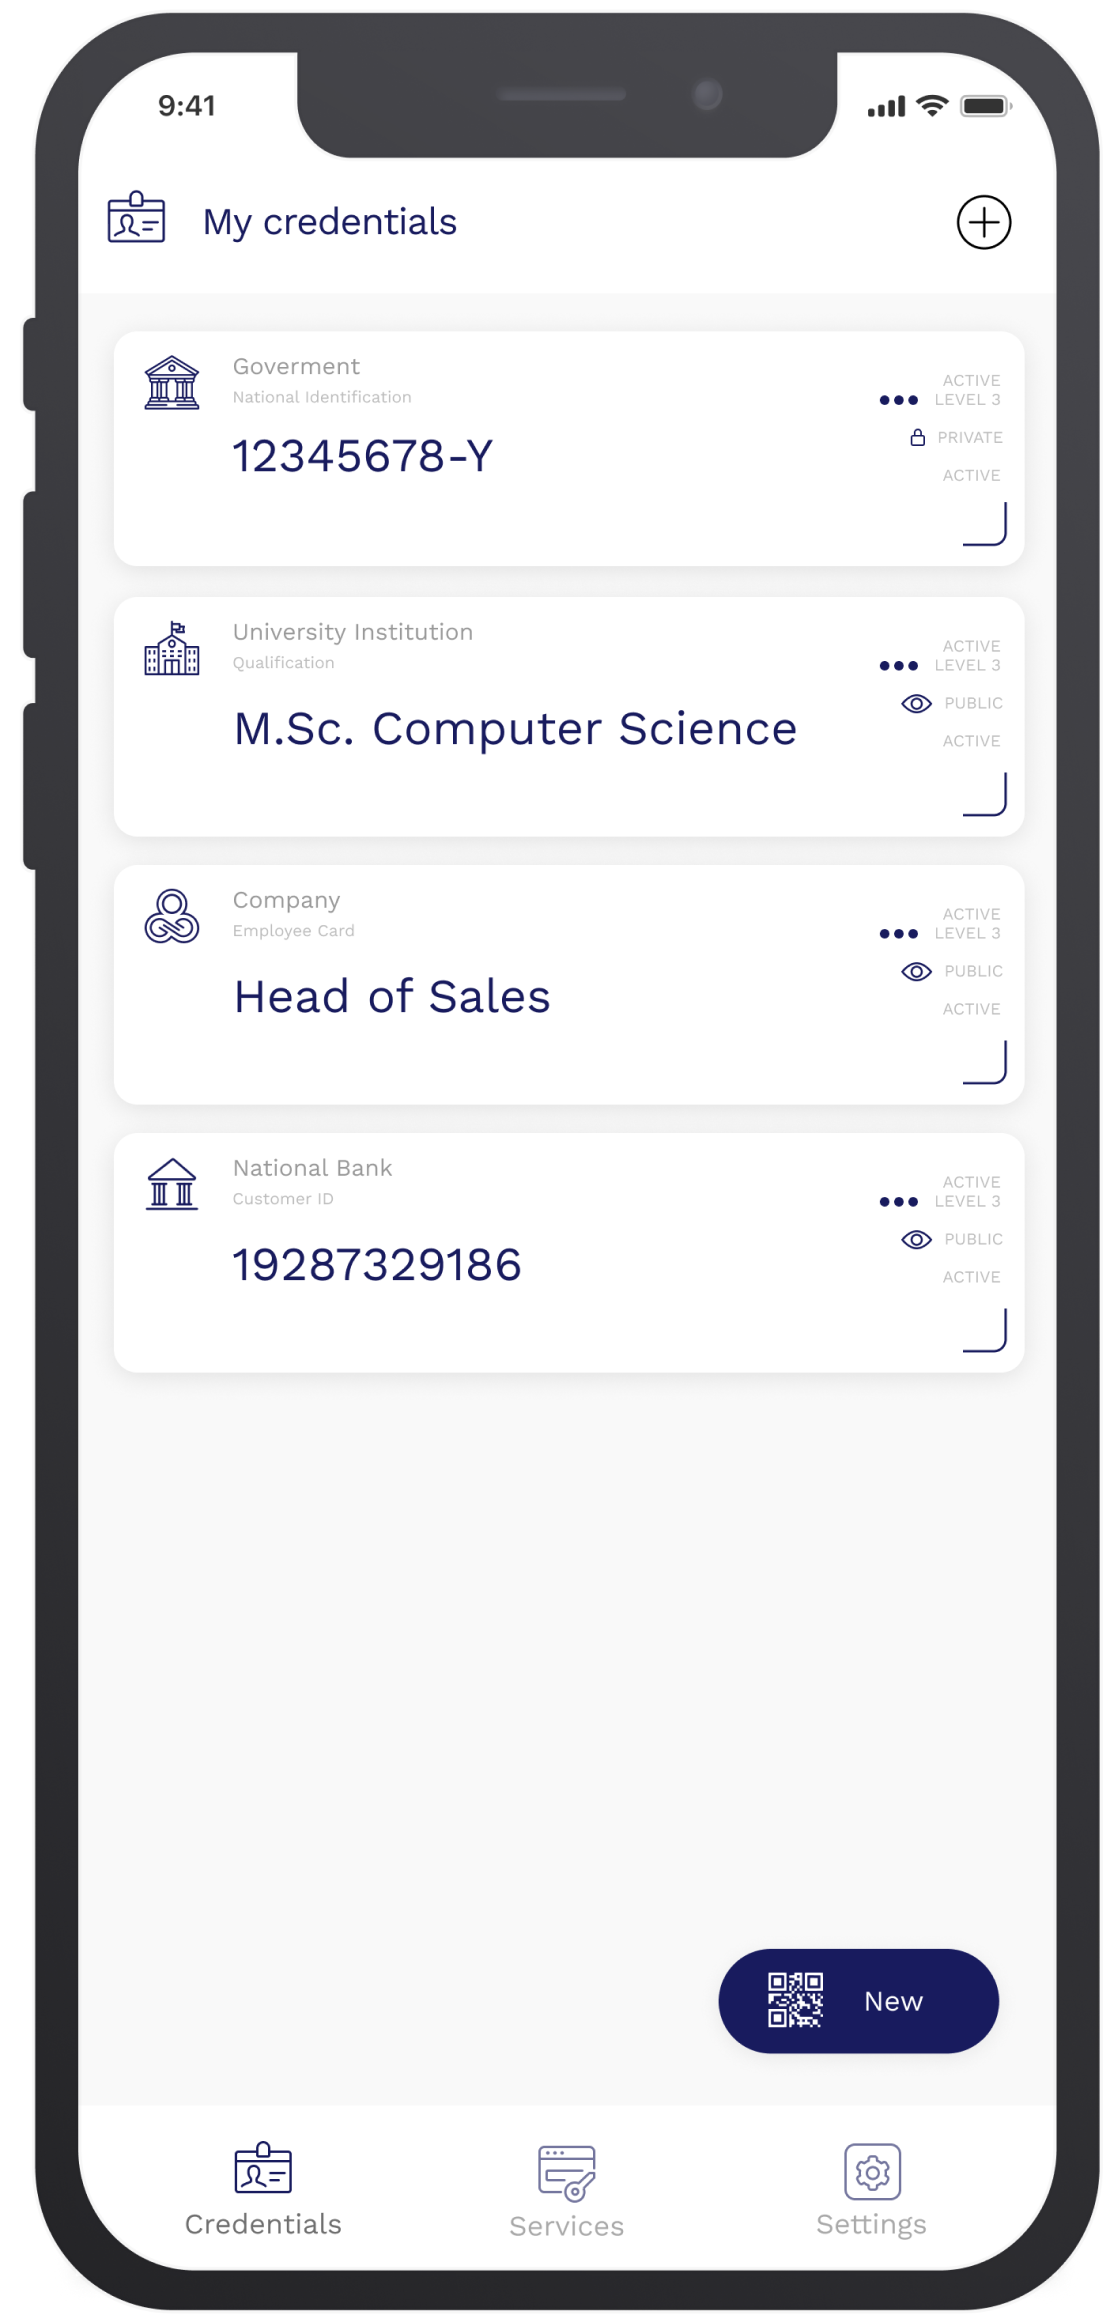 9:41
My credentials
Goverment
National Identification
12345678-Y
ACTIVE
LEVEL 3
PRIVATE
ACTIVE
University Institution
Qualification
M.Sc. Computer Science
ACTIVE
LEVEL 3
PUBLIC
ACTIVE
Company
Employee Card
Head of Sales
ACTIVE
LEVEL 3
PUBLIC
ACTIVE
National Bank
Customer ID
19287329186
ACTIVE
LEVEL 3
PUBLIC
ACTIVE
New
Credentials
Services
Settings